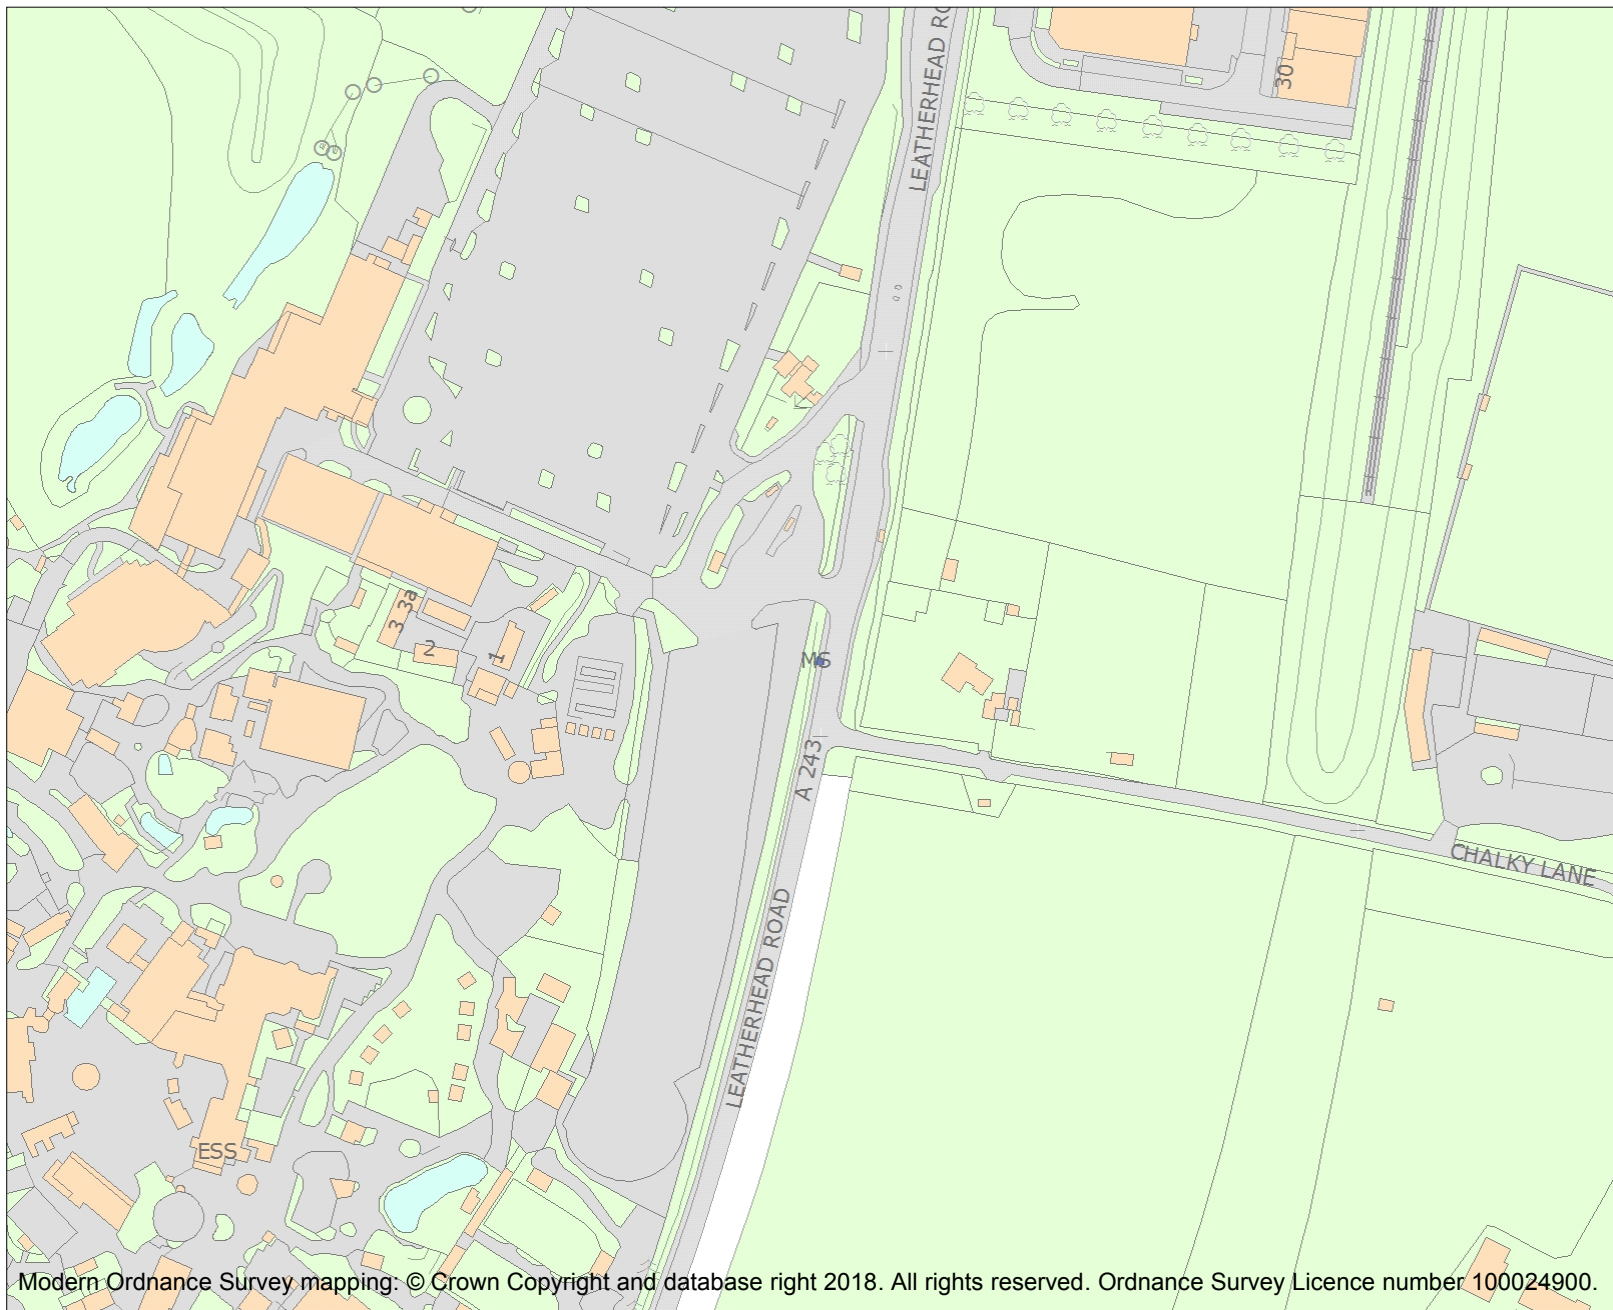 LEATHERHEAD RO
30
3 3a
2
1
MS
A 243
CHALKY LANE
LEATHERHEAD ROAD
ESS
Modern Ordnance Survey mapping: © Crown Copyright and database right 2018. All rights reserved. Ordnance Survey Licence number 100024900.